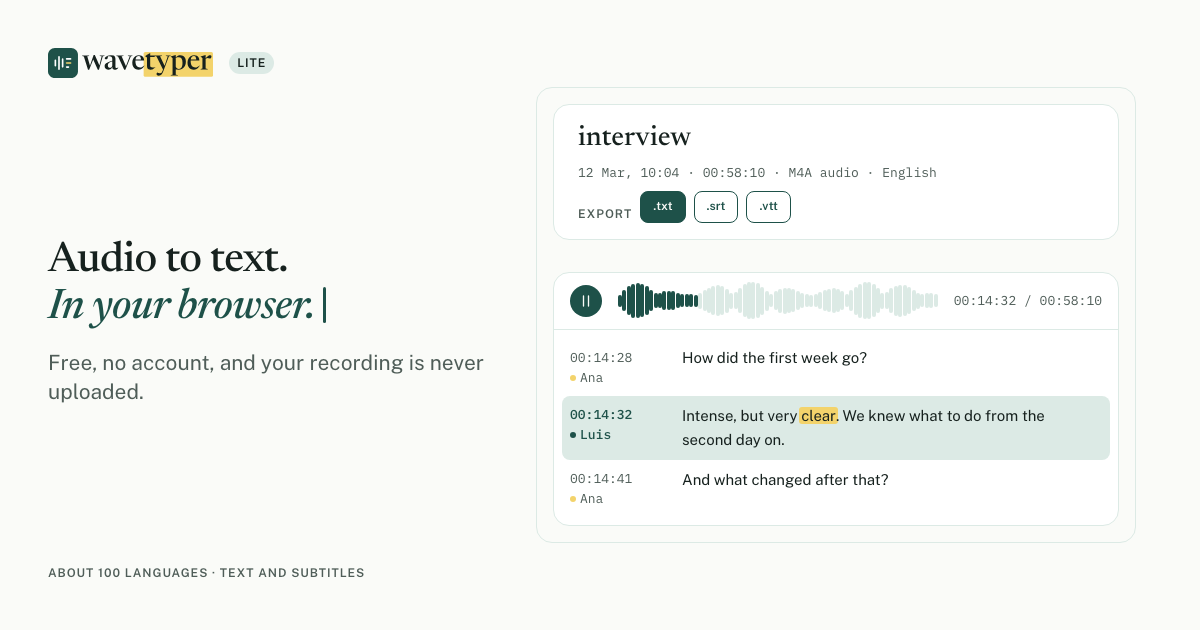 wavetyper LITE
Audio to text.
In your browser.
Free, no account, and your recording is never
uploaded.
ABOUT 100 LANGUAGES · TEXT AND SUBTITLES
interview
12 Mar, 10:04 · 00:58:10 · M4A audio · English
EXPORT .txt .srt .vtt
00:14:32 / 00:58:10
00:14:28 How did the first week go?
Ana
00:14:32 Intense, but very clear. We knew what to do from the
Luis second day on.
00:14:41 And what changed after that?
Ana